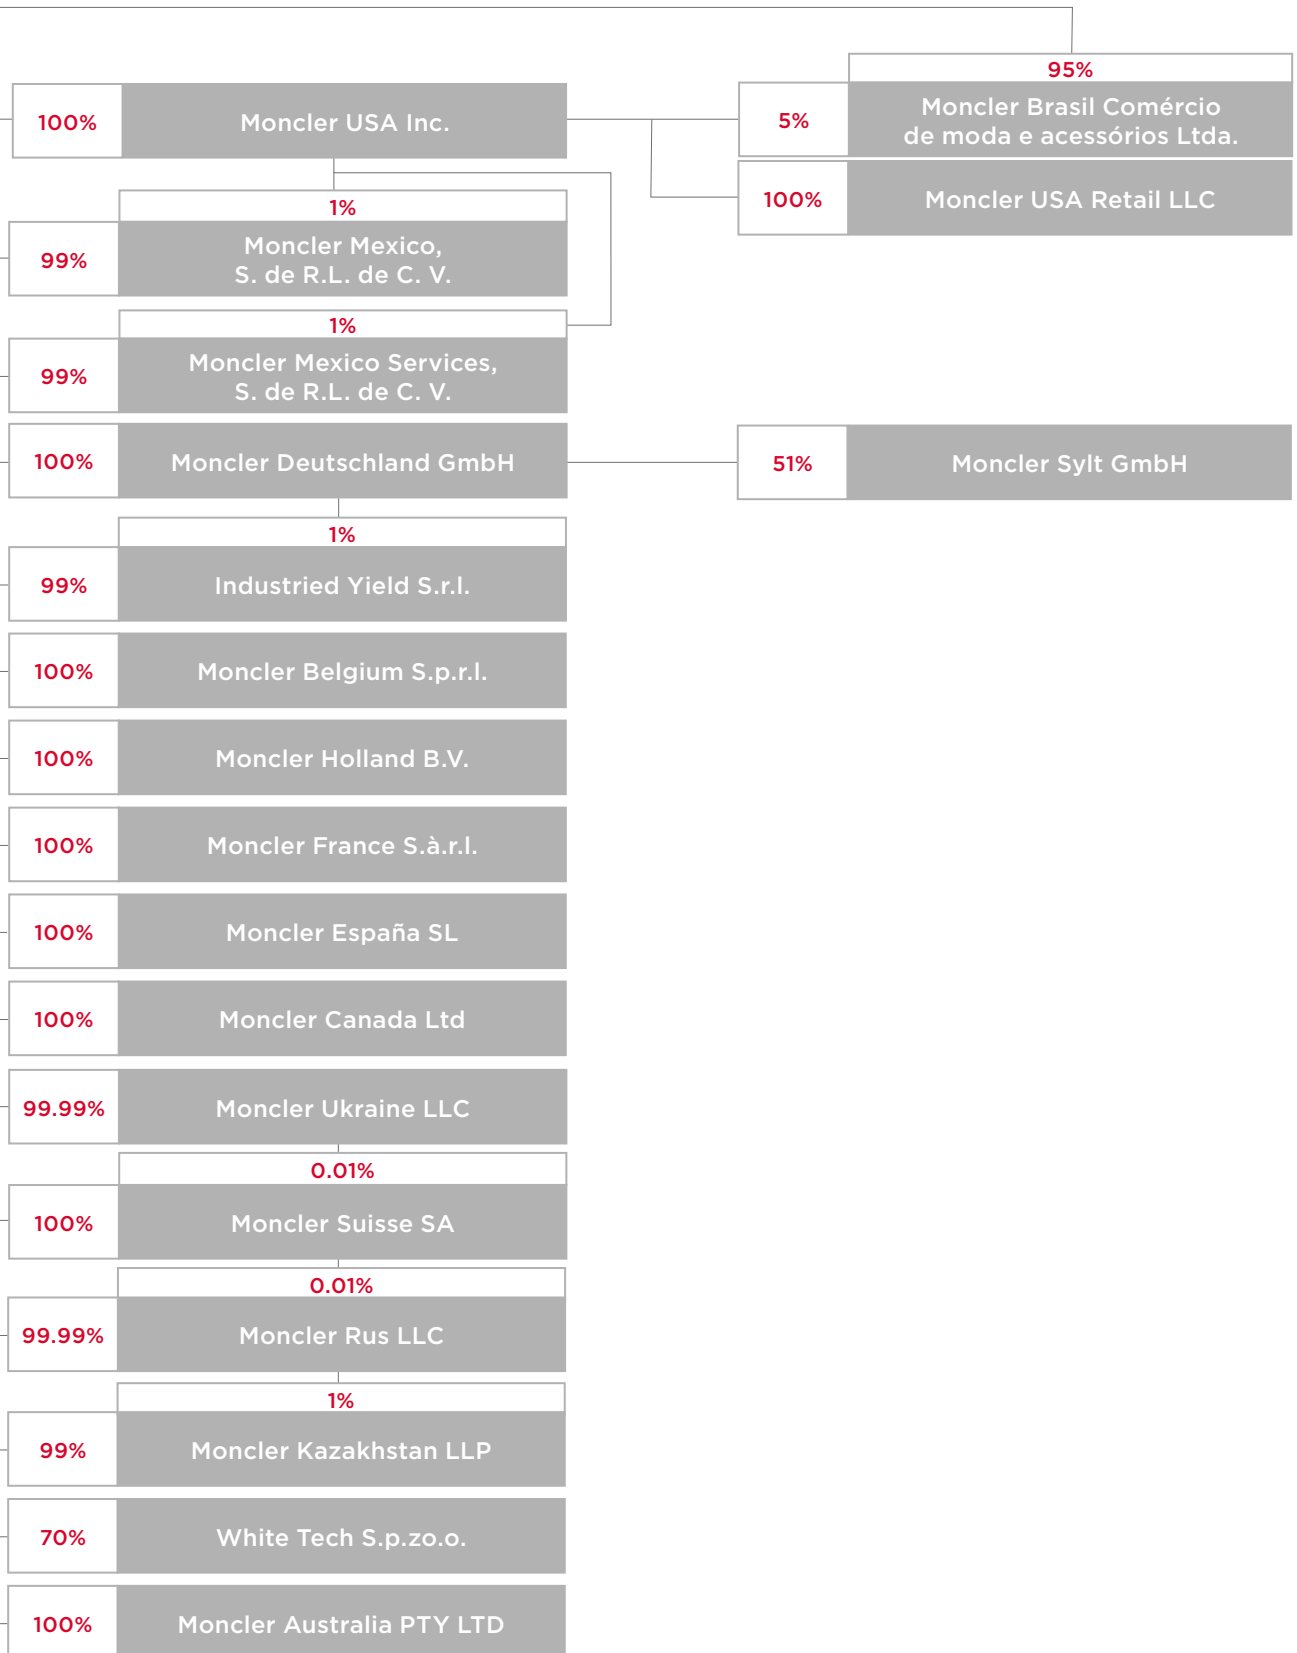 95%
100%
Moncler USA Inc.
5%
Moncler Brasil Comércio
de moda e acessórios Ltda.
100%
Moncler USA Retail LLC
1%
99%
Moncler Mexico,
S. de R.L. de C. V.
1%
99%
Moncler Mexico Services,
S. de R.L. de C. V.
100%
Moncler Deutschland GmbH
51%
Moncler Sylt GmbH
1%
99%
Industried Yield S.r.l.
100%
Moncler Belgium S.p.r.l.
100%
Moncler Holland B.V.
100%
Moncler France S.à.r.l.
100%
Moncler España SL
100%
Moncler Canada Ltd
99.99%
Moncler Ukraine LLC
0.01%
100%
Moncler Suisse SA
0.01%
99.99%
Moncler Rus LLC
1%
99%
Moncler Kazakhstan LLP
70%
White Tech S.p.zo.o.
100%
Moncler Australia PTY LTD